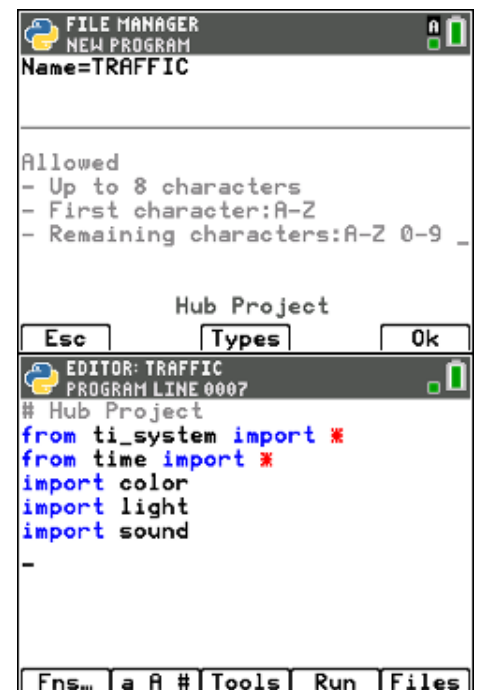 FILE MANAGER
NEW PROGRAM
A
Name=TRAFFIC
Allowed
- Up to 8 characters
- First character:A-Z
- Remaining characters:A-Z 0-9 _
Hub Project
Esc Types Ok
EDITOR: TRAFFIC
PROGRAM LINE 0007
# Hub Project
from ti_system import *
from time import *
import color
import light
import sound
_
Fns… a A # Tools Run Files